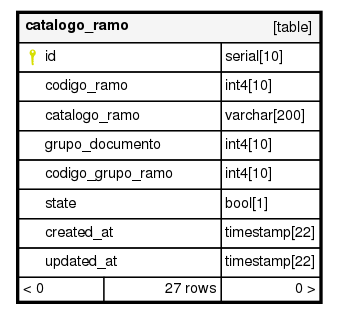 catalogo_ramo [table]
id serial[10]
codigo_ramo int4[10]
catalogo_ramo varchar[200]
grupo_documento int4[10]
codigo_grupo_ramo int4[10]
state bool[1]
created_at timestamp[22]
updated_at timestamp[22]
< 0 27 rows 0 >